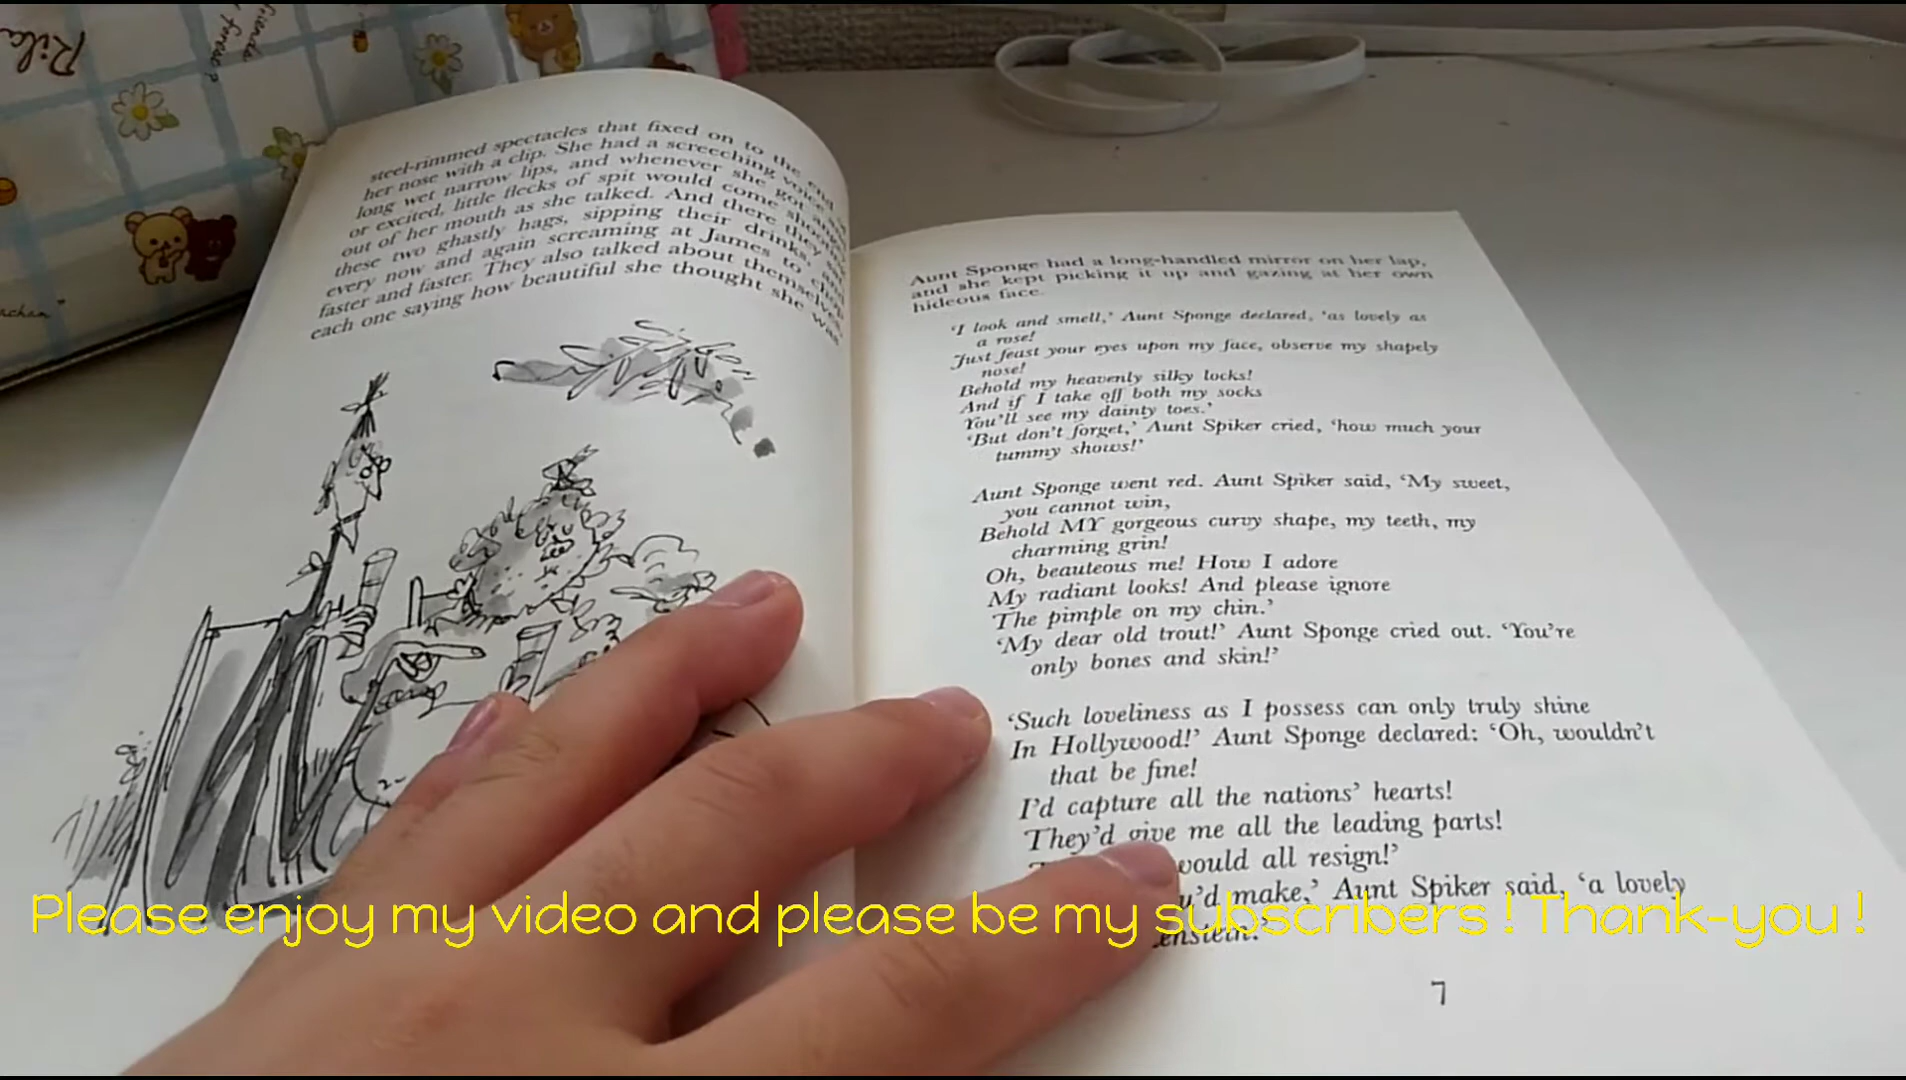 Rila
friends
forest
achan"
steel-rimmed spectacles that fixed on to the end
her nose with a clip. She had a screeching voice
long wet narrow lips, and whenever she got angry
or excited, little flecks of spit would come shooting
out of her mouth as she talked. And there they sat
these two ghastly hags, sipping their drinks, and
every now and again screaming at James to chop
faster and faster. They also talked about themselves,
each one saying how beautiful she thought she was.
Aunt Sponge had a long-handled mirror on her lap,
and she kept picking it up and gazing at her own
hideous face.
‘I look and smell,’ Aunt Sponge declared, ‘as lovely as
a rose!
Just feast your eyes upon my face, observe my shapely
nose!
Behold my heavenly silky locks!
And if I take off both my socks
You’ll see my dainty toes.’
‘But don’t forget,’ Aunt Spiker cried, ‘how much your
tummy shows!’
Aunt Sponge went red. Aunt Spiker said, ‘My sweet,
you cannot win,
Behold MY gorgeous curvy shape, my teeth, my
charming grin!
Oh, beauteous me! How I adore
My radiant looks! And please ignore
The pimple on my chin.’
‘My dear old trout!’ Aunt Sponge cried out. ‘You’re
only bones and skin!’
‘Such loveliness as I possess can only truly shine
In Hollywood!’ Aunt Sponge declared: ‘Oh, wouldn’t
that be fine!
I’d capture all the nations’ hearts!
They’d give me all the leading parts!
would all resign!’
u’d make,’ Aunt Spiker said, ‘a lovely
enstein.’
Please enjoy my video and please be my subscribers ! Thank-you !
7